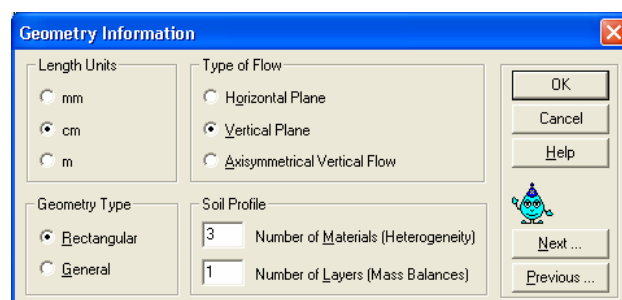 Geometry Information
Length Units
mm
cm
m
Type of Flow
Horizontal Plane
Vertical Plane
Axisymmetrical Vertical Flow
Geometry Type
Rectangular
General
Soil Profile
3 Number of Materials (Heterogeneity)
1 Number of Layers (Mass Balances)
OK
Cancel
Help
Next ...
Previous ...